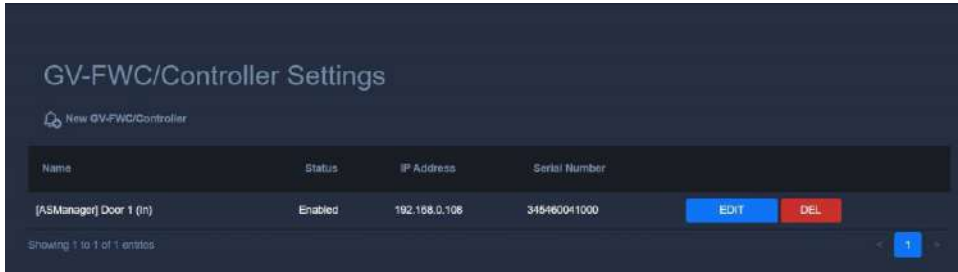 GV-FWC/Controller Settings
New GV-FWC/Controller
Name Status IP Address Serial Number
[ASManager] Door 1 (In) Enabled 192.168.0.106 345460041000 EDIT DEL
Showing 1 to 1 of 1 entries
< 1 >